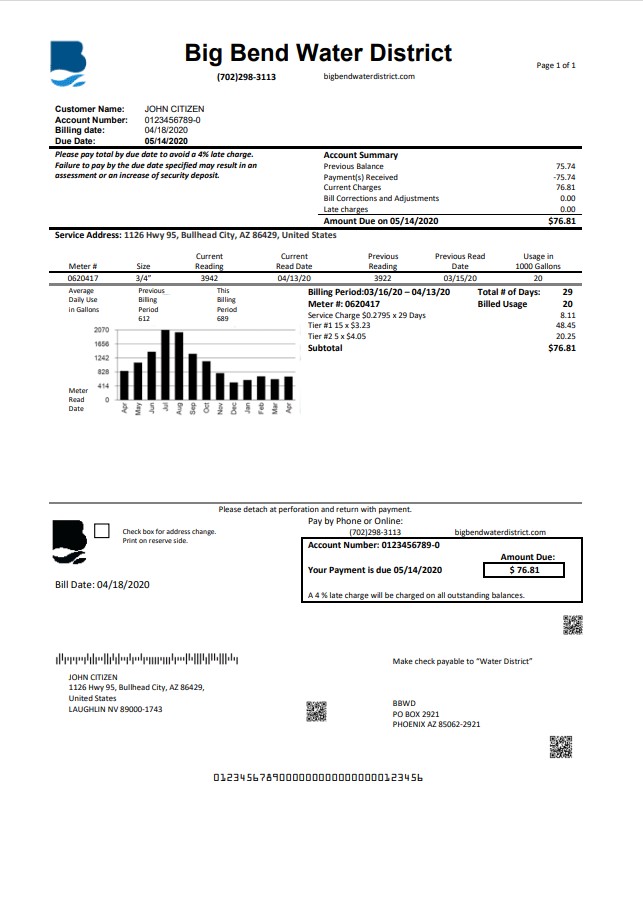 Big Bend Water District
Page 1 of 1
(702)298-3113 bigbendwaterdistrict.com
Customer Name: JOHN CITIZEN
Account Number: 0123456789-0
Billing date: 04/18/2020
Due Date: 05/14/2020
Please pay total by due date to avoid a 4% late charge.
Failure to pay by the due date specified may result in an
assessment or an increase of security deposit.
Account Summary
Previous Balance 75.74
Payment(s) Received -75.74
Current Charges 76.81
Bill Corrections and Adjustments 0.00
Late charges 0.00
Amount Due on 05/14/2020 $76.81
Service Address: 1126 Hwy 95, Bullhead City, AZ 86429, United States
Current Current Previous Previous Read Usage in
Meter # Size Reading Read Date Reading Date 1000 Gallons
0620417 3/4" 3942 04/13/20 3922 03/15/20 20
Average Previous_ This
Daily Use Billing Billing
in Gallons Period Period
612 689
2070
1656
1242
828
414
0
Meter
Read
Date
Apr May Jun Jul Aug Sep Oct Nov Dec Jan Feb Mar Apr
Billing Period:03/16/20 – 04/13/20 Total # of Days: 29
Meter #: 0620417 Billed Usage 20
Service Charge $0.2795 x 29 Days 8.11
Tier #1 15 x $3.23 48.45
Tier #2 5 x $4.05 20.25
Subtotal $76.81
Please detach at perforation and return with payment.
Check box for address change.
Print on reserve side.
Pay by Phone or Online:
(702)298-3113 bigbendwaterdistrict.com
Account Number: 0123456789-0
Amount Due:
Your Payment is due 05/14/2020 $ 76.81
A 4 % late charge will be charged on all outstanding balances.
Bill Date: 04/18/2020
Make check payable to “Water District”
JOHN CITIZEN
1126 Hwy 95, Bullhead City, AZ 86429,
United States
LAUGHLIN NV 89000-1743
BBWD
PO BOX 2921
PHOENIX AZ 85062-2921